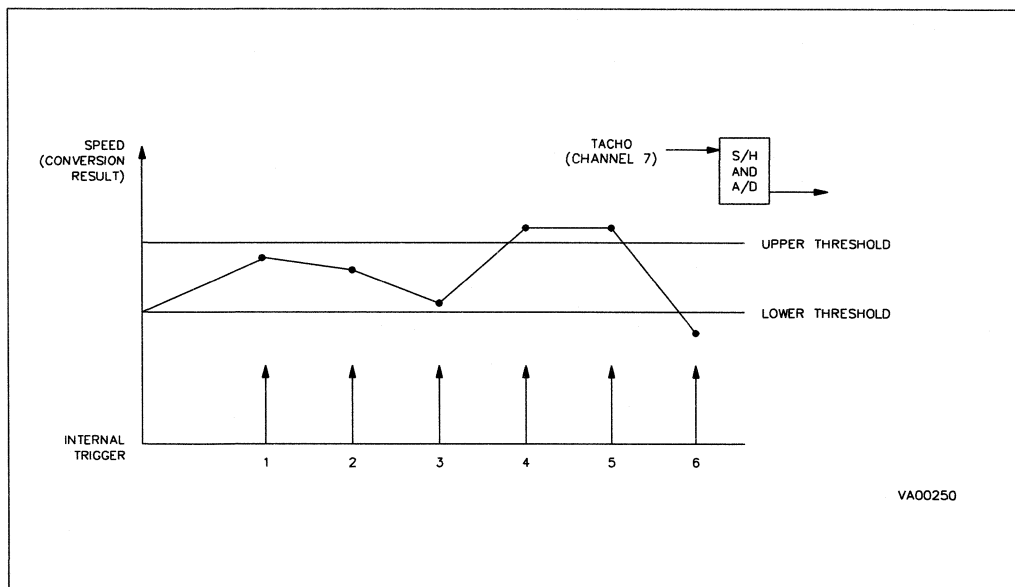 SPEED
(CONVERSION
RESULT)
TACHO
(CHANNEL 7)
S/H
AND
A/D
UPPER THRESHOLD
LOWER THRESHOLD
INTERNAL
TRIGGER
1 2 3 4 5 6
VA00250